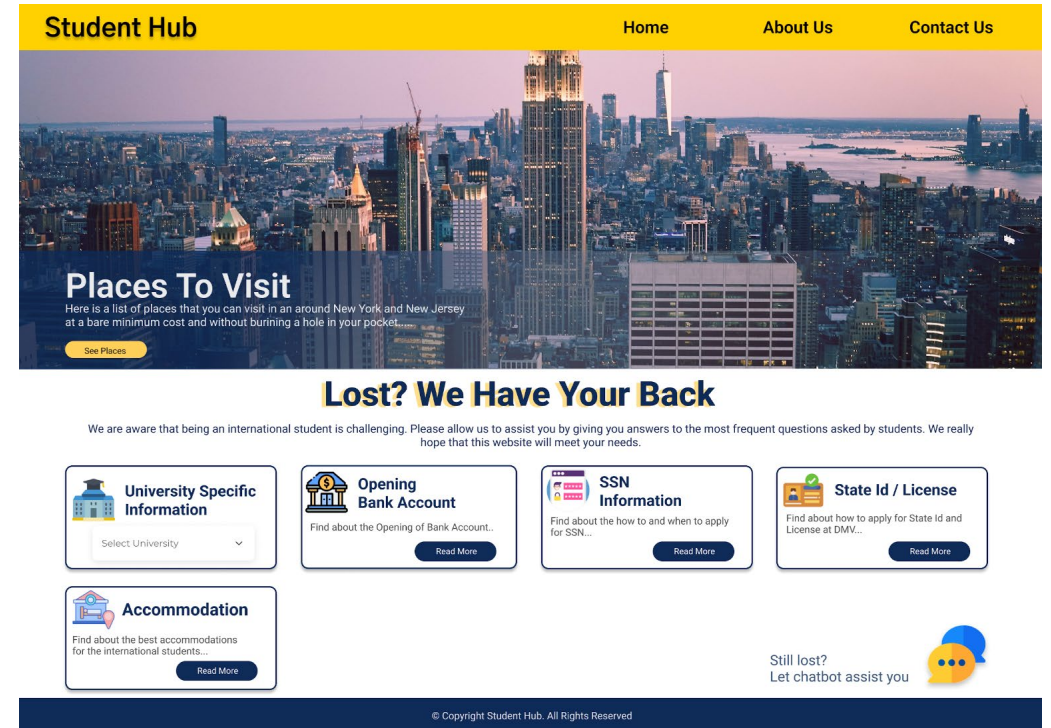 Student Hub
Home
About Us
Contact Us
Places To Visit
Here is a list of places that you can visit in an around New York and New Jersey
at a bare minimum cost and without burining a hole in your pocket.....
See Places
Lost? We Have Your Back
We are aware that being an international student is challenging. Please allow us to assist you by giving you answers to the most frequent questions asked by students. We really
hope that this website will meet your needs.
University Specific
Information
Select University
Opening
Bank Account
Find about the Opening of Bank Account..
Read More
SSN
Information
Find about the how to and when to apply
for SSN...
Read More
State Id / License
Find about how to apply for State Id and
License at DMV...
Read More
Accommodation
Find about the best accommodations
for the international students...
Read More
Still lost?
Let chatbot assist you
© Copyright Student Hub. All Rights Reserved